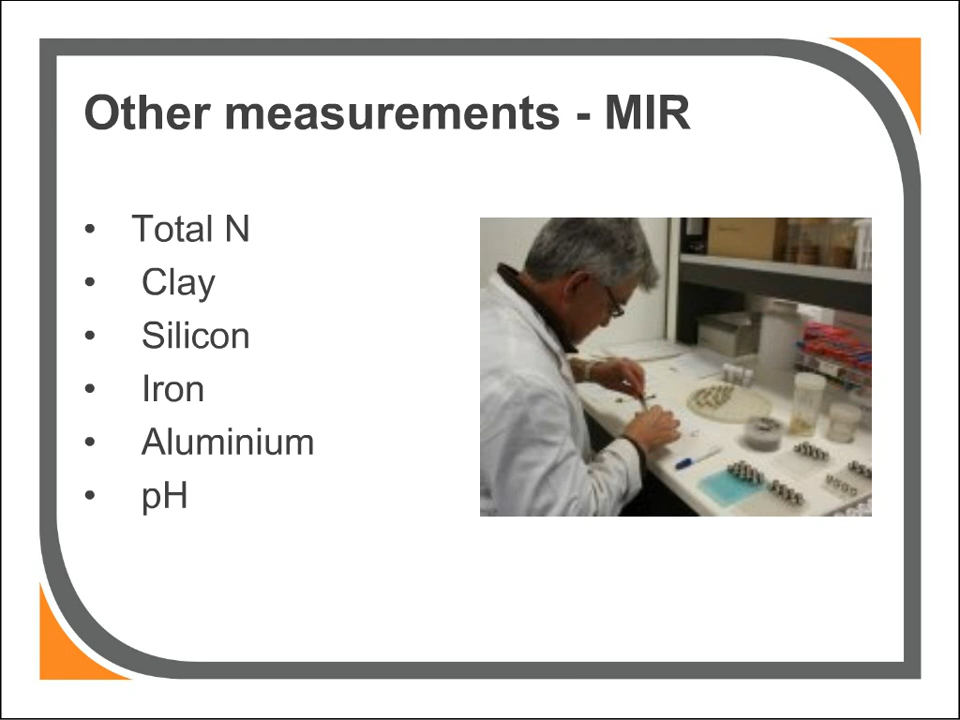 Other measurements - MIR
• Total N
• Clay
• Silicon
• Iron
• Aluminium
• pH